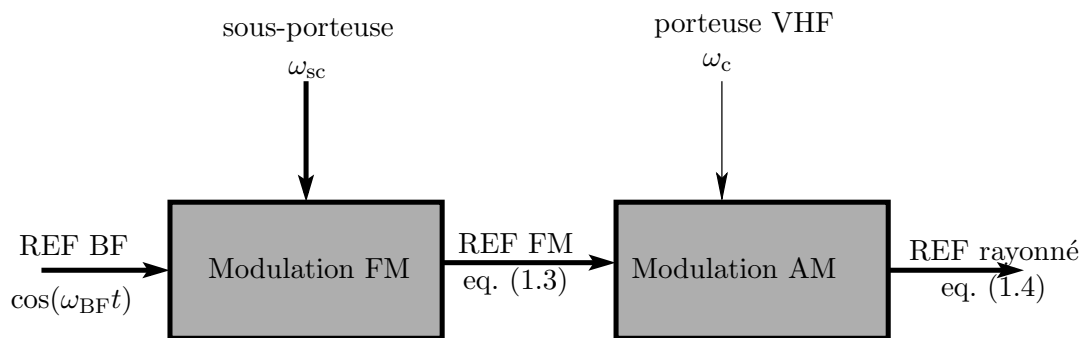 sous-porteuse
ω_sc
porteuse VHF
ω_c
REF BF
cos(ω_BF t)
Modulation FM
REF FM
eq. (1.3)
Modulation AM
REF rayonné
eq. (1.4)